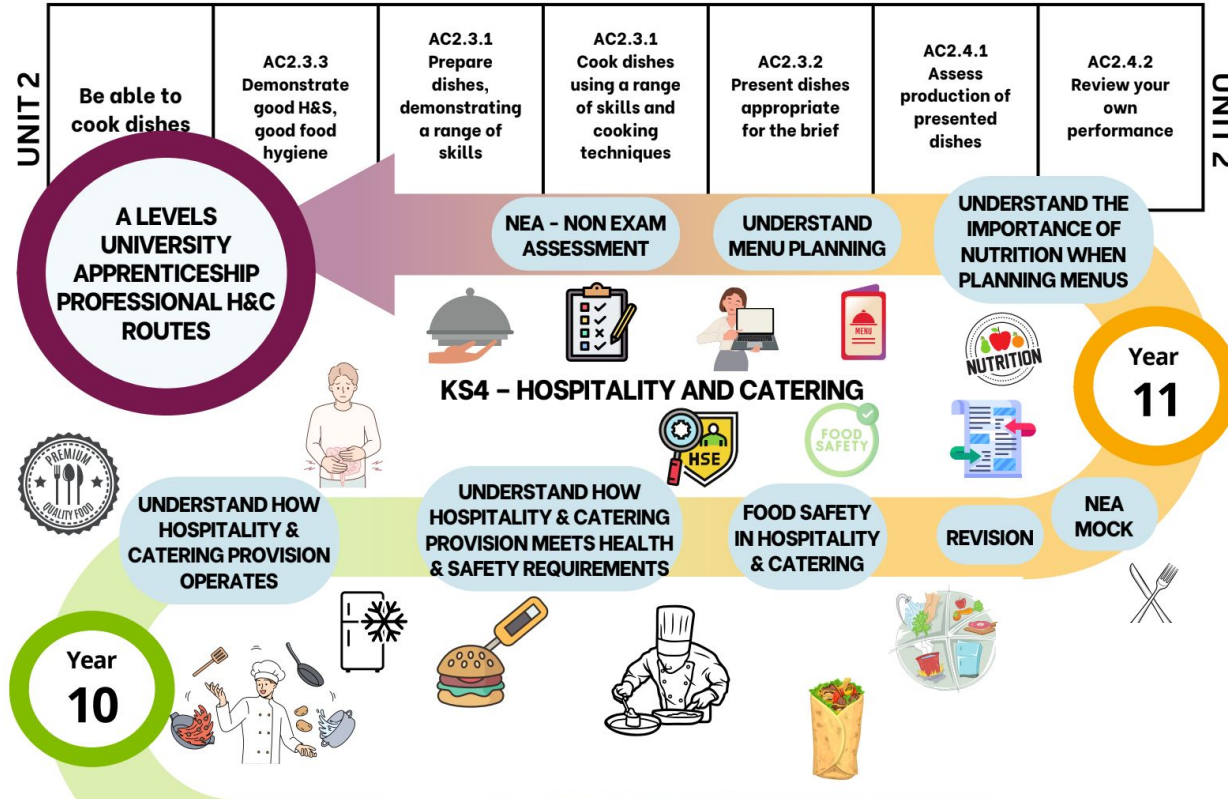 UNIT 2
Be able to
cook dishes
AC2.3.3
Demonstrate
good H&S,
good food
hygiene
AC2.3.1
Prepare
dishes,
demonstrating
a range of
skills
AC2.3.1
Cook dishes
using a range
of skills and
cooking
techniques
AC2.3.2
Present dishes
appropriate
for the brief
AC2.4.1
Assess
production of
presented
dishes
AC2.4.2
Review your
own
performance
UNIT 2
A LEVELS
UNIVERSITY
APPRENTICESHIP
PROFESSIONAL H&C
ROUTES
NEA - NON EXAM
ASSESSMENT
UNDERSTAND
MENU PLANNING
UNDERSTAND THE
IMPORTANCE OF
NUTRITION WHEN
PLANNING MENUS
MENU
NUTRITION
Year
11
KS4 – HOSPITALITY AND CATERING
HSE
FOOD
SAFETY
PREMIUM
QUALITY FOOD
UNDERSTAND HOW
HOSPITALITY &
CATERING PROVISION
OPERATES
UNDERSTAND HOW
HOSPITALITY & CATERING
PROVISION MEETS HEALTH
& SAFETY REQUIREMENTS
FOOD SAFETY
IN HOSPITALITY
& CATERING
REVISION
NEA
MOCK
Year
10